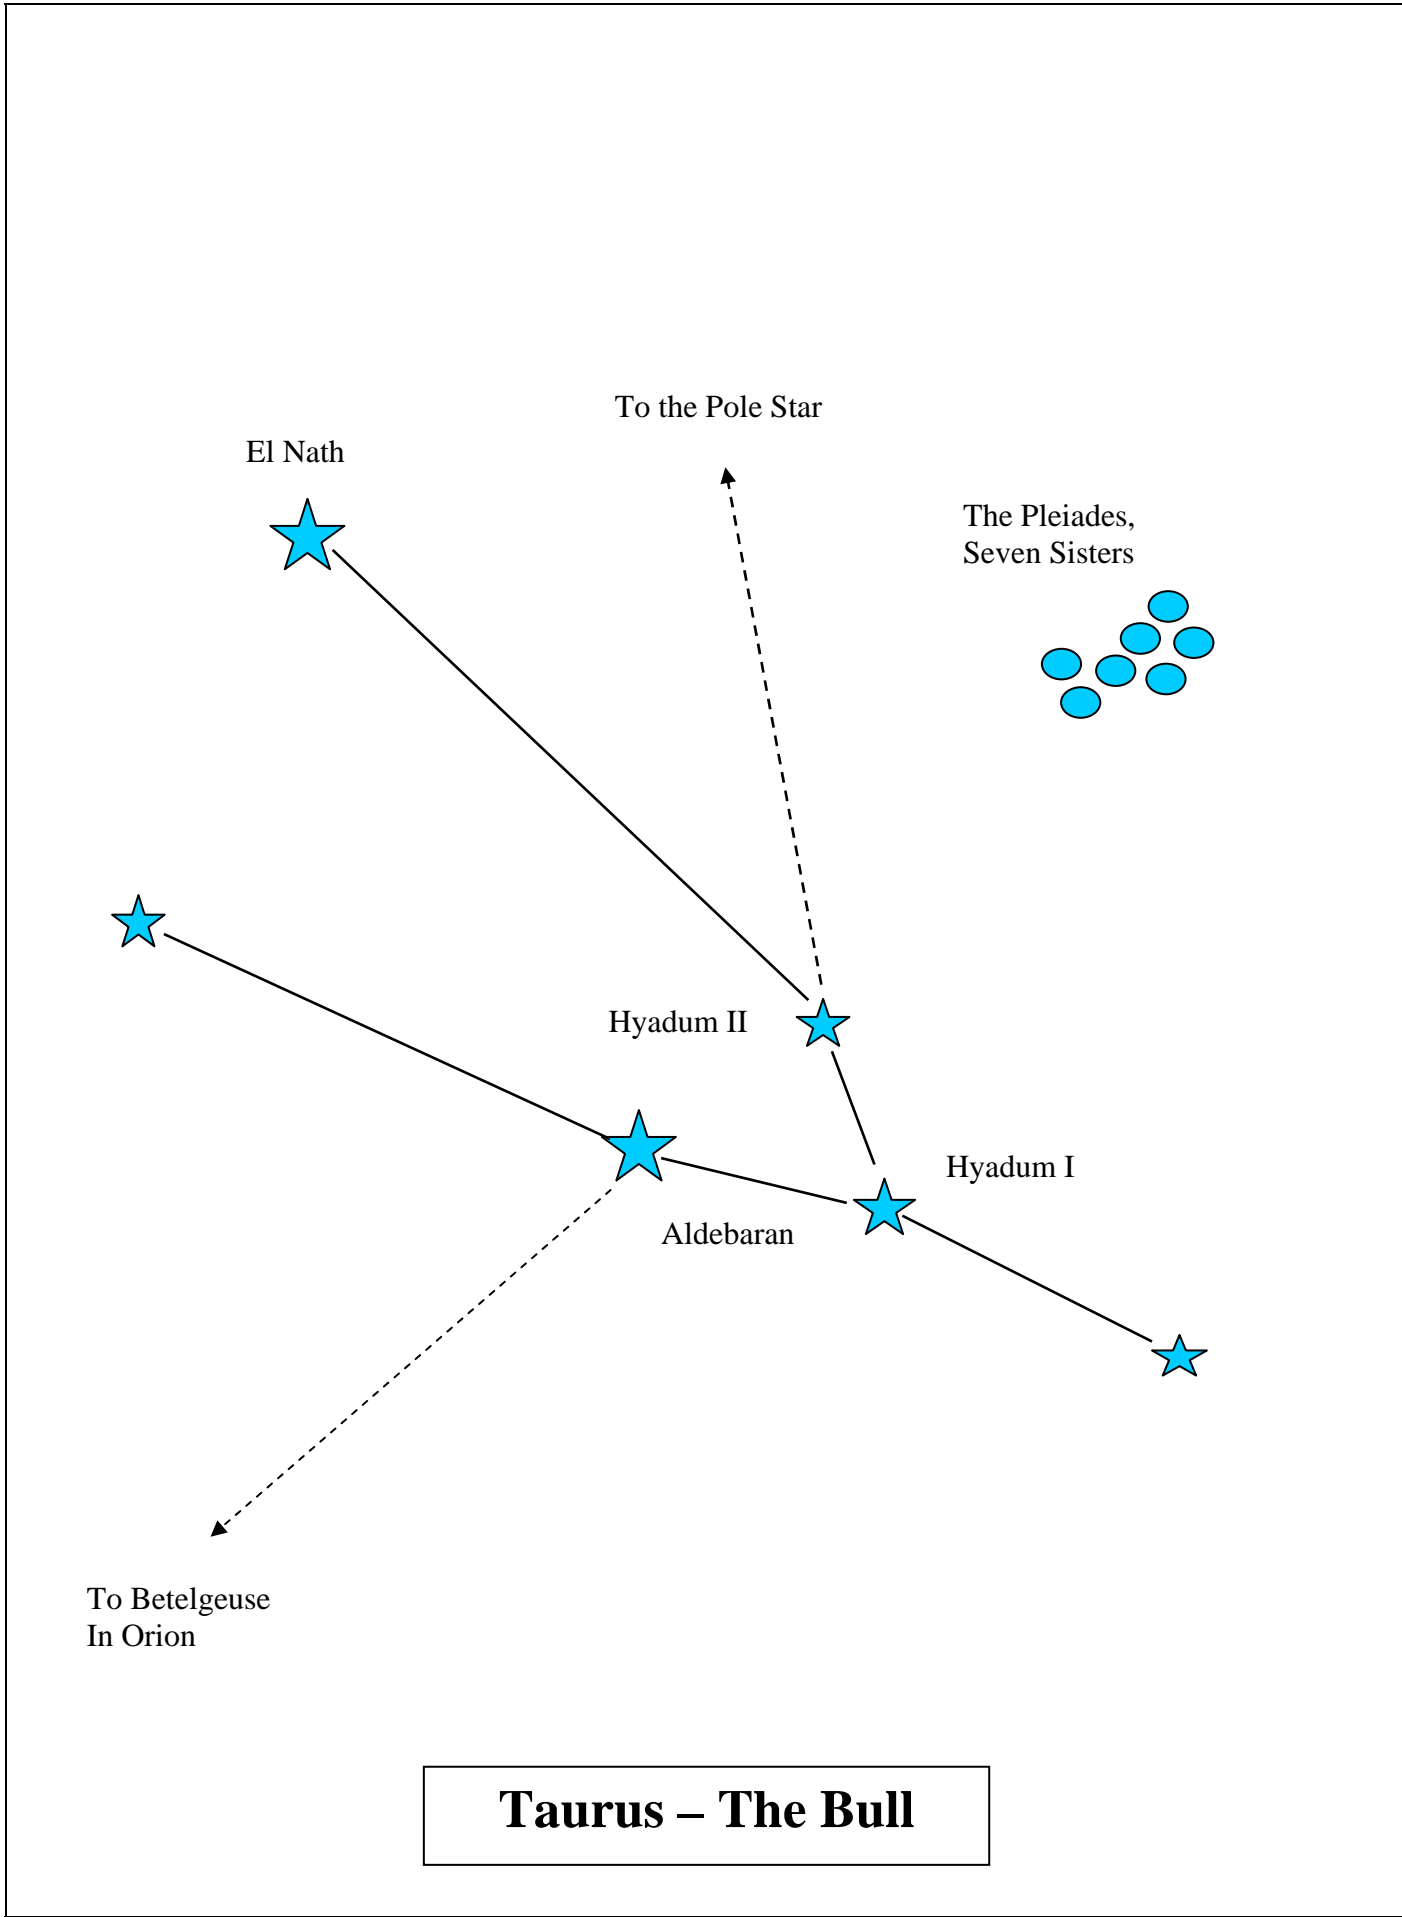 To the Pole Star
El Nath
The Pleiades,
Seven Sisters
Hyadum II
Hyadum I
Aldebaran
To Betelgeuse
In Orion
Taurus – The Bull